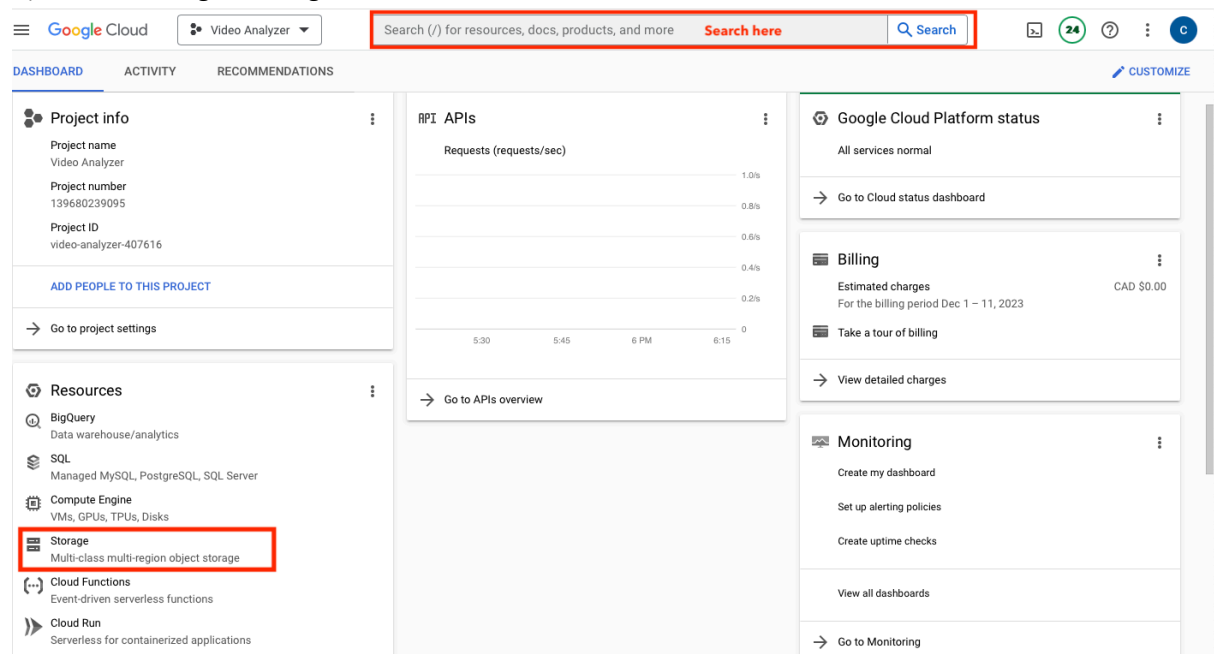 Google Cloud
Video Analyzer
Search (/) for resources, docs, products, and more
Search here
Search
24
C
DASHBOARD
ACTIVITY
RECOMMENDATIONS
CUSTOMIZE
Project info
Project name
Video Analyzer
Project number
139680239095
Project ID
video-analyzer-407616
ADD PEOPLE TO THIS PROJECT
Go to project settings
Resources
BigQuery
Data warehouse/analytics
SQL
Managed MySQL, PostgreSQL, SQL Server
Compute Engine
VMs, GPUs, TPUs, Disks
Storage
Multi-class multi-region object storage
Cloud Functions
Event-driven serverless functions
Cloud Run
Serverless for containerized applications
API APIs
Requests (requests/sec)
1.0/s
0.8/s
0.6/s
0.4/s
0.2/s
0
5:30
5:45
6 PM
6:15
Go to APIs overview
Google Cloud Platform status
All services normal
Go to Cloud status dashboard
Billing
Estimated charges
CAD $0.00
For the billing period Dec 1 – 11, 2023
Take a tour of billing
View detailed charges
Monitoring
Create my dashboard
Set up alerting policies
Create uptime checks
View all dashboards
Go to Monitoring